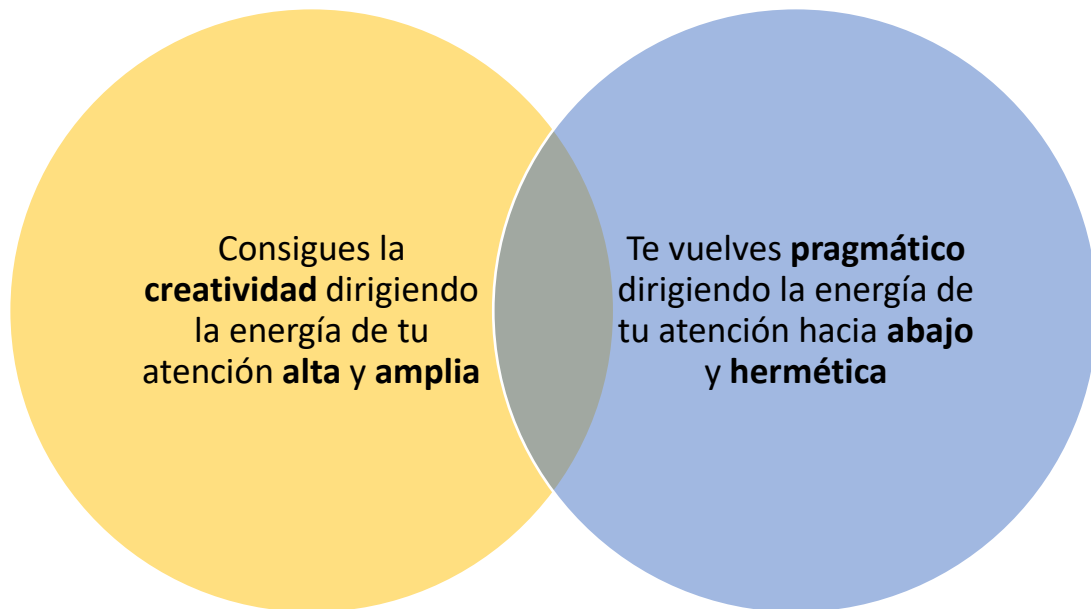 Consigues la
creatividad dirigiendo
la energía de tu
atención alta y amplia
Te vuelves pragmático
dirigiendo la energía de
tu atención hacia abajo
y hermética